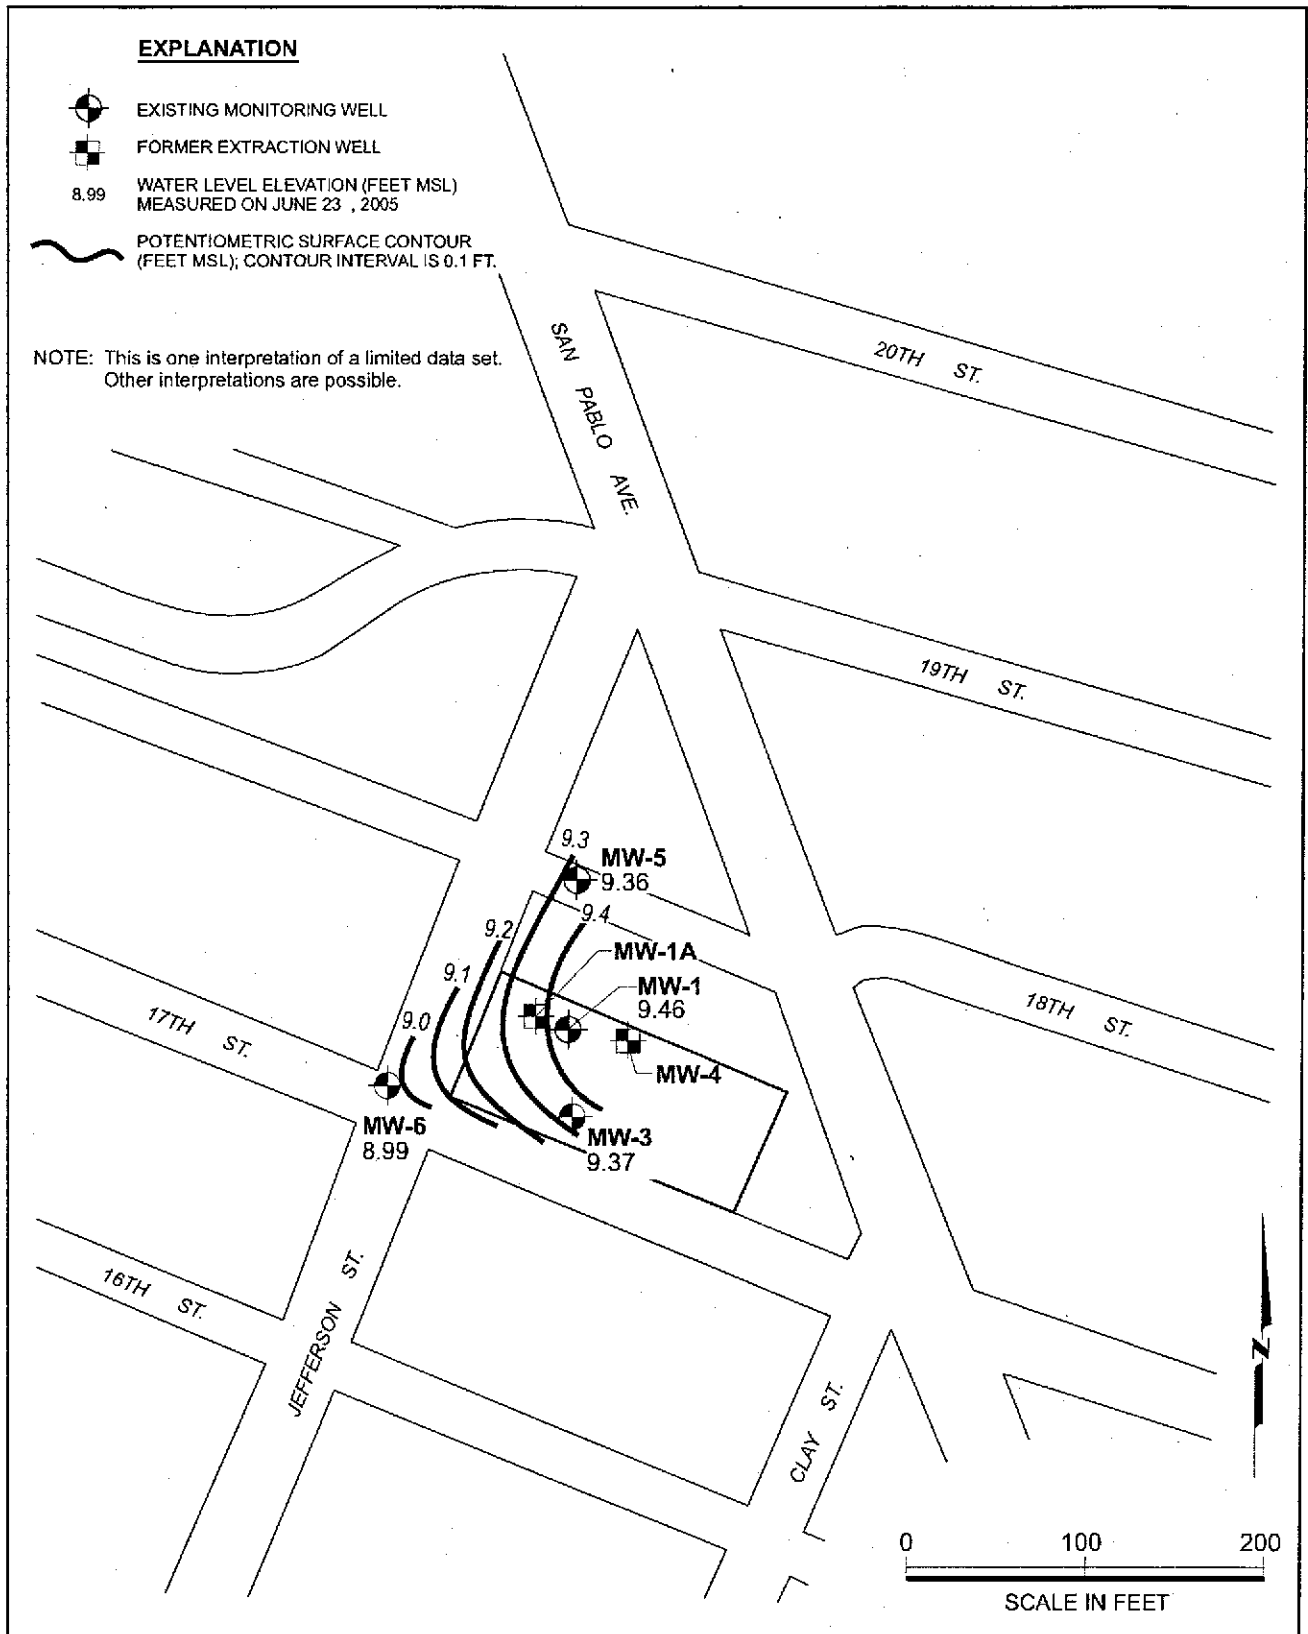 EXPLANATION
EXISTING MONITORING WELL
FORMER EXTRACTION WELL
8.99
WATER LEVEL ELEVATION (FEET MSL)
MEASURED ON JUNE 23 , 2005
POTENTIOMETRIC SURFACE CONTOUR
(FEET MSL); CONTOUR INTERVAL IS 0.1 FT.
NOTE: This is one interpretation of a limited data set.
Other interpretations are possible.
SAN PABLO AVE.
20TH ST.
19TH ST.
9.3
MW-5
9.36
9.4
9.2
MW-1A
9.1
MW-1
9.46
9.0
17TH ST.
18TH ST.
MW-4
MW-6
8.99
MW-3
9.37
16TH ST.
JEFFERSON ST.
CLAY ST.
N
0 100 200
SCALE IN FEET